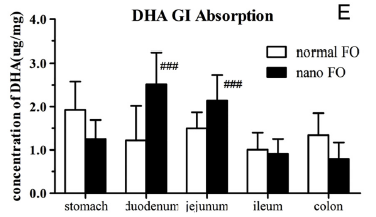 DHA GI Absorption
E
concentration of DHA(ug/mg)
4.0
3.0
2.0
1.0
0.0
normal FO
nano FO
###
###
stomach duodenum jejunum ileum colon